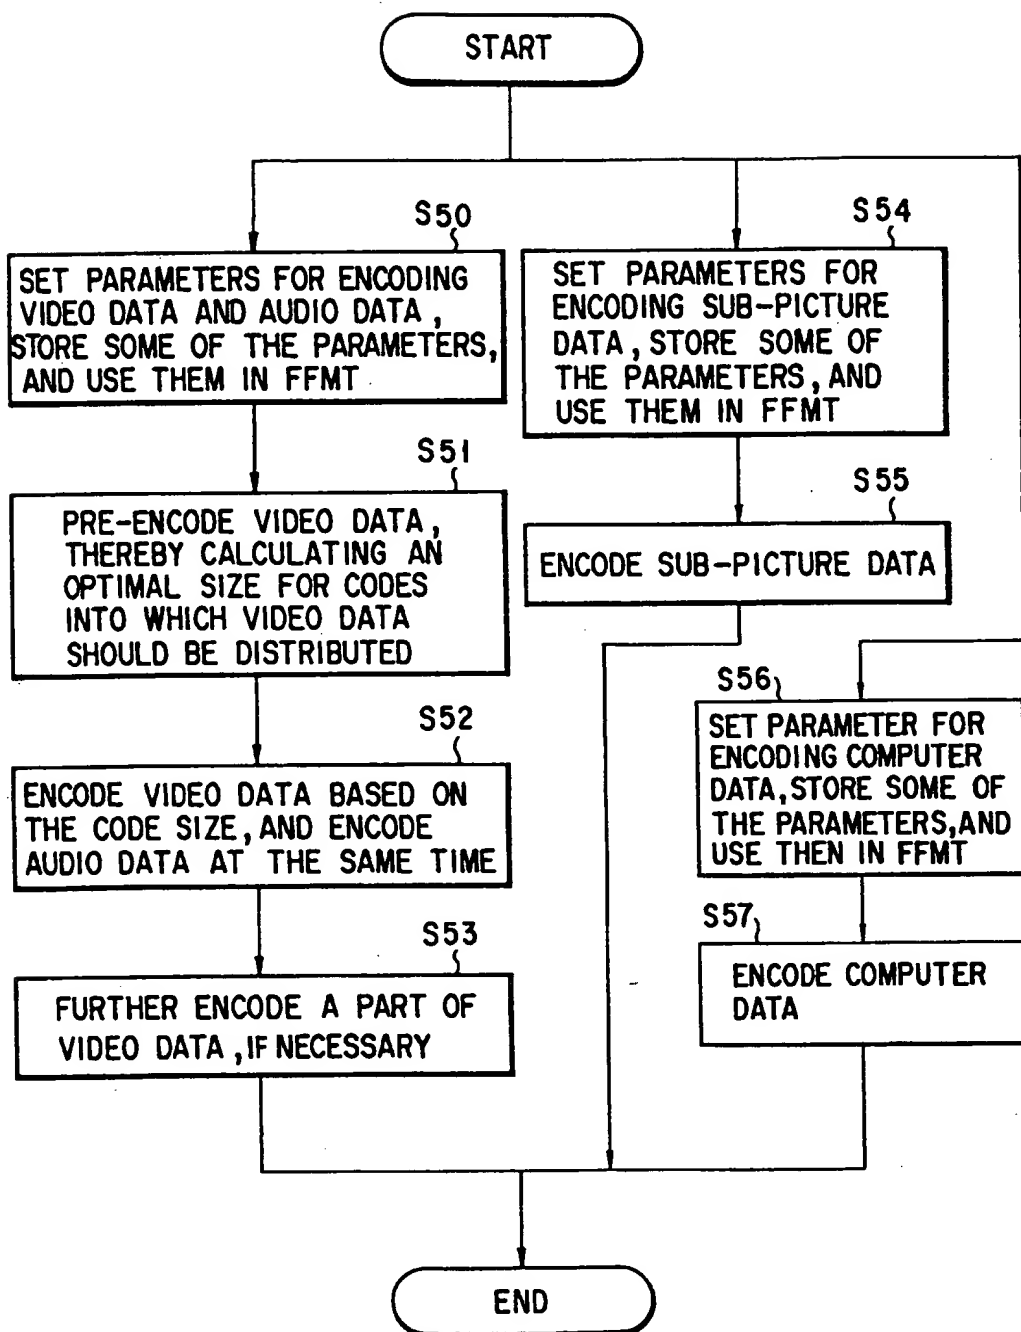 START
S50
SET PARAMETERS FOR ENCODING
VIDEO DATA AND AUDIO DATA,
STORE SOME OF THE PARAMETERS,
AND USE THEM IN FFMT
S51
PRE-ENCODE VIDEO DATA,
THEREBY CALCULATING AN
OPTIMAL SIZE FOR CODES
INTO WHICH VIDEO DATA
SHOULD BE DISTRIBUTED
S52
ENCODE VIDEO DATA BASED ON
THE CODE SIZE, AND ENCODE
AUDIO DATA AT THE SAME TIME
S53
FURTHER ENCODE A PART OF
VIDEO DATA, IF NECESSARY
S54
SET PARAMETERS FOR
ENCODING SUB-PICTURE
DATA, STORE SOME OF
THE PARAMETERS, AND
USE THEM IN FFMT
S55
ENCODE SUB-PICTURE DATA
S56
SET PARAMETER FOR
ENCODING COMPUTER
DATA, STORE SOME OF
THE PARAMETERS, AND
USE THEN IN FFMT
S57
ENCODE COMPUTER
DATA
END